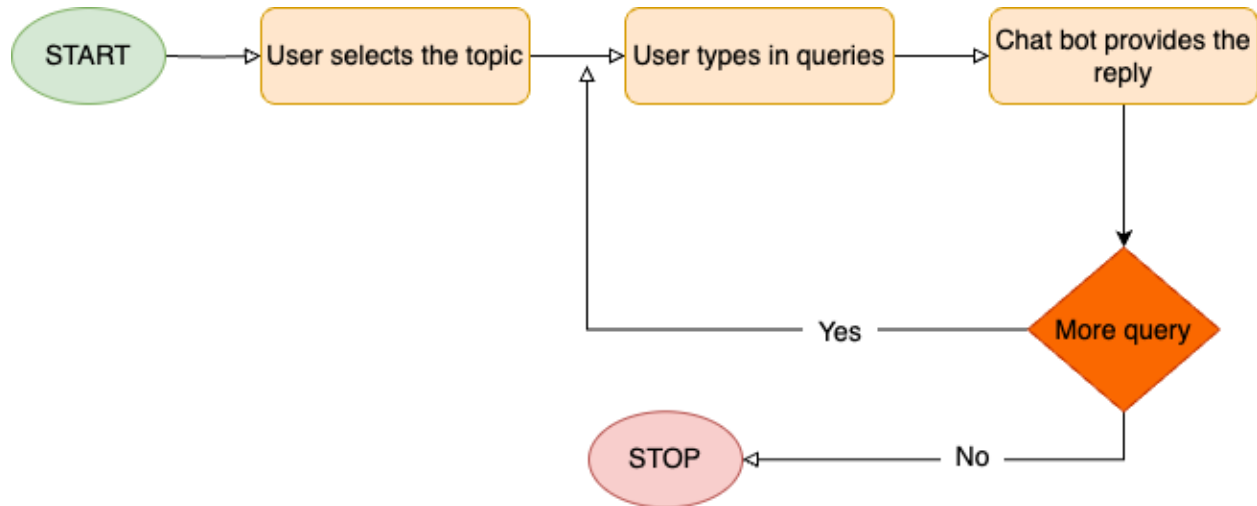 START
User selects the topic
User types in queries
Chat bot provides the
reply
More query
Yes
No
STOP